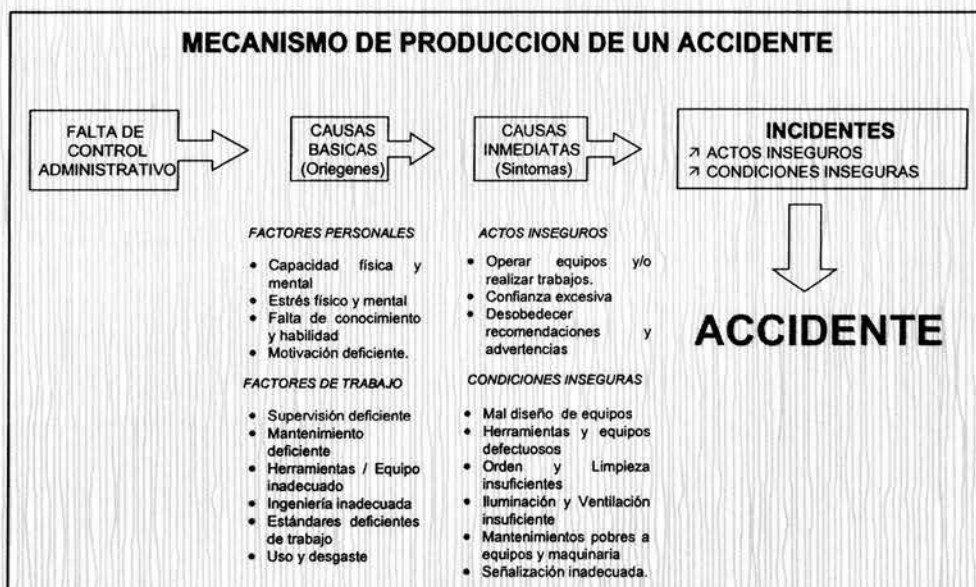 MECANISMO DE PRODUCCION DE UN ACCIDENTE
FALTA DE
CONTROL
ADMINISTRATIVO
CAUSAS
BASICAS
(Oriegenes)
CAUSAS
INMEDIATAS
(Sintomas)
INCIDENTES
↗ ACTOS INSEGUROS
↗ CONDICIONES INSEGURAS
FACTORES PERSONALES
• Capacidad física y
mental
• Estrés físico y mental
• Falta de conocimiento
y habilidad
• Motivación deficiente.
FACTORES DE TRABAJO
• Supervisión deficiente
• Mantenimiento
deficiente
• Herramientas / Equipo
inadecuado
• Ingeniería inadecuada
• Estándares deficientes
de trabajo
• Uso y desgaste
ACTOS INSEGUROS
• Operar equipos y/o
realizar trabajos.
• Confianza excesiva
• Desobedecer
recomendaciones y
advertencias
CONDICIONES INSEGURAS
• Mal diseño de equipos
• Herramientas y equipos
defectuosos
• Orden y Limpieza
insuficientes
• Iluminación y Ventilación
insuficiente
• Mantenimientos pobres a
equipos y maquinaria
• Señalización inadecuada.
ACCIDENTE